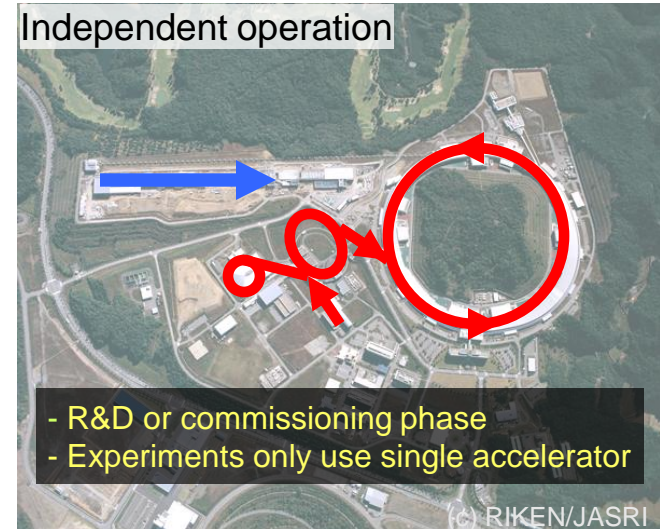 Independent operation
- R&D or commissioning phase
- Experiments only use single accelerator
(c) RIKEN/JASRI